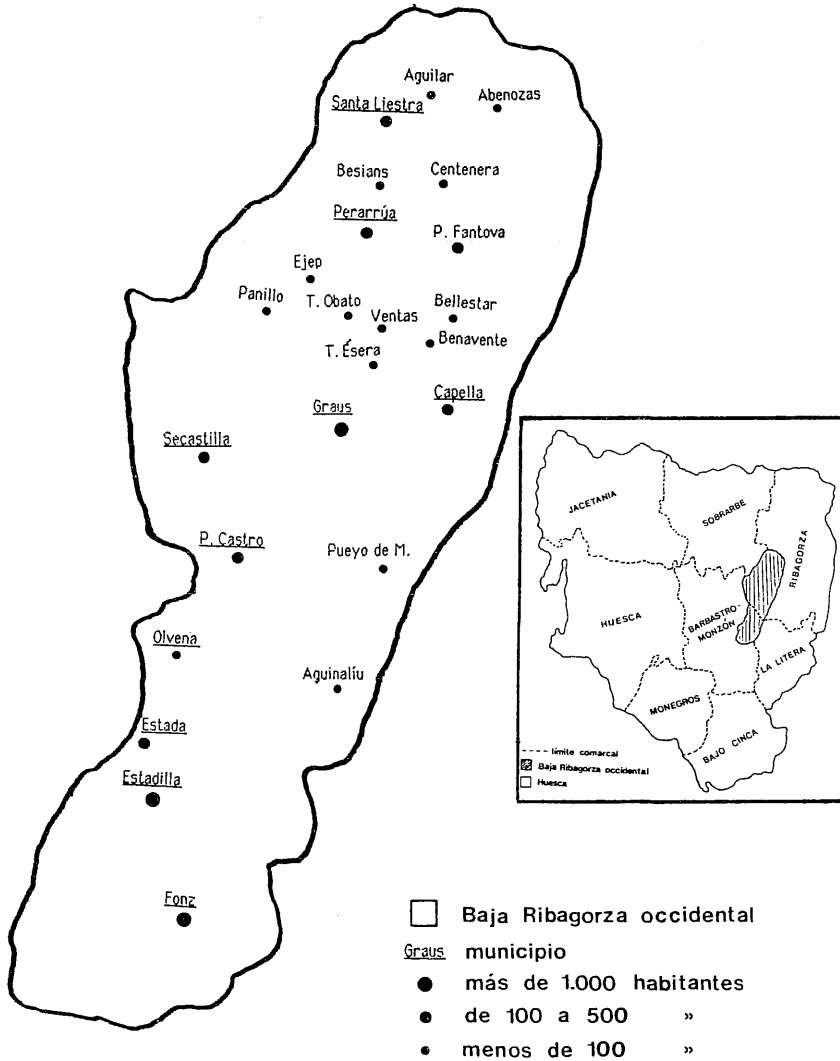 Aguilar
Abenozas
Santa Liestra
Besians
Centenera
Perarrúa
P. Fantova
Ejep
Panillo
T. Obato
Ventas
Bellestar
Benavente
T. Ésera
Capella
Graus
Secastilla
P. Castro
Pueyo de M.
Olvena
Aguinalíu
Estada
Estadilla
Fonz
JACETANIA
SOBRARBE
RIBAGORZA
HUESCA
BARBASTRO-
MONZÓN
LA LITERA
MONEGROS
BAJO CINCA
límite comarcal
Baja Ribagorza occidental
Huesca
Baja Ribagorza occidental
Graus municipio
más de 1.000 habitantes
de 100 a 500 »
menos de 100 »